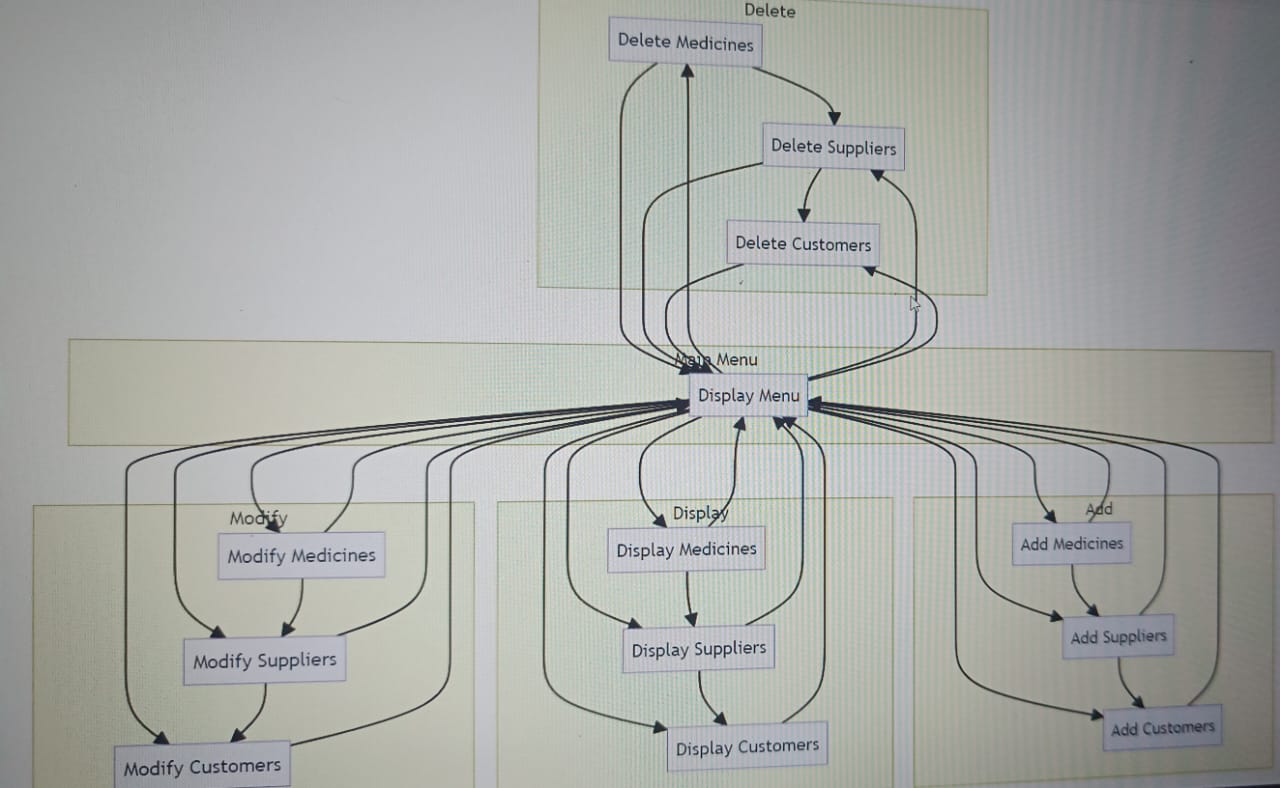 Delete
Delete Medicines
Delete Suppliers
Delete Customers
Main Menu
Display Menu
Modify
Modify Medicines
Modify Suppliers
Modify Customers
Display
Display Medicines
Display Suppliers
Display Customers
Add
Add Medicines
Add Suppliers
Add Customers